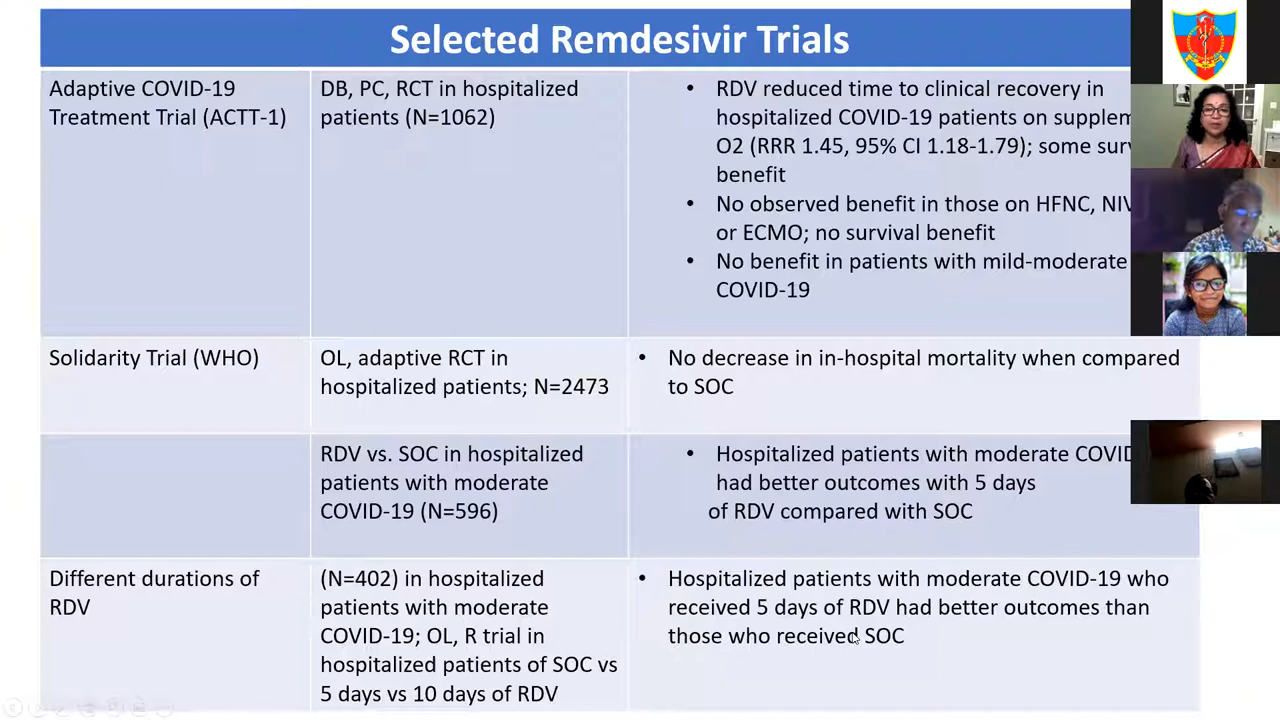 Selected Remdesivir Trials
Adaptive COVID-19
Treatment Trial (ACTT-1)
DB, PC, RCT in hospitalized
patients (N=1062)
• RDV reduced time to clinical recovery in
hospitalized COVID-19 patients on supplem
O2 (RRR 1.45, 95% CI 1.18-1.79); some surv
benefit
• No observed benefit in those on HFNC, NIV
or ECMO; no survival benefit
• No benefit in patients with mild-moderate
COVID-19
Solidarity Trial (WHO)
OL, adaptive RCT in
hospitalized patients; N=2473
• No decrease in in-hospital mortality when compared
to SOC
RDV vs. SOC in hospitalized
patients with moderate
COVID-19 (N=596)
• Hospitalized patients with moderate COVID
had better outcomes with 5 days
of RDV compared with SOC
Different durations of
RDV
(N=402) in hospitalized
patients with moderate
COVID-19; OL, R trial in
hospitalized patients of SOC vs
5 days vs 10 days of RDV
• Hospitalized patients with moderate COVID-19 who
received 5 days of RDV had better outcomes than
those who received SOC